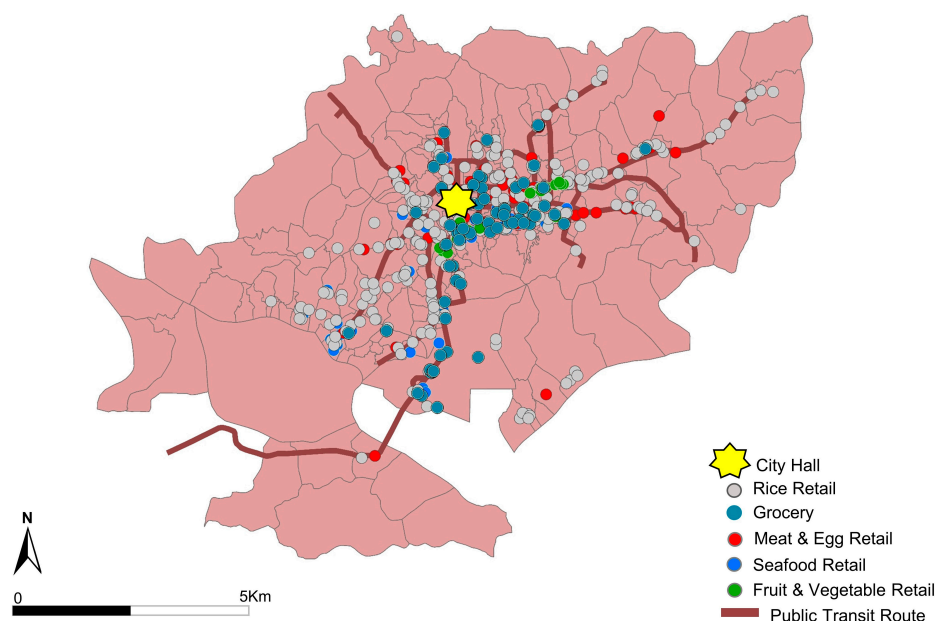 City Hall
Rice Retail
Grocery
Meat & Egg Retail
Seafood Retail
Fruit & Vegetable Retail
Public Transit Route
N
0 5Km